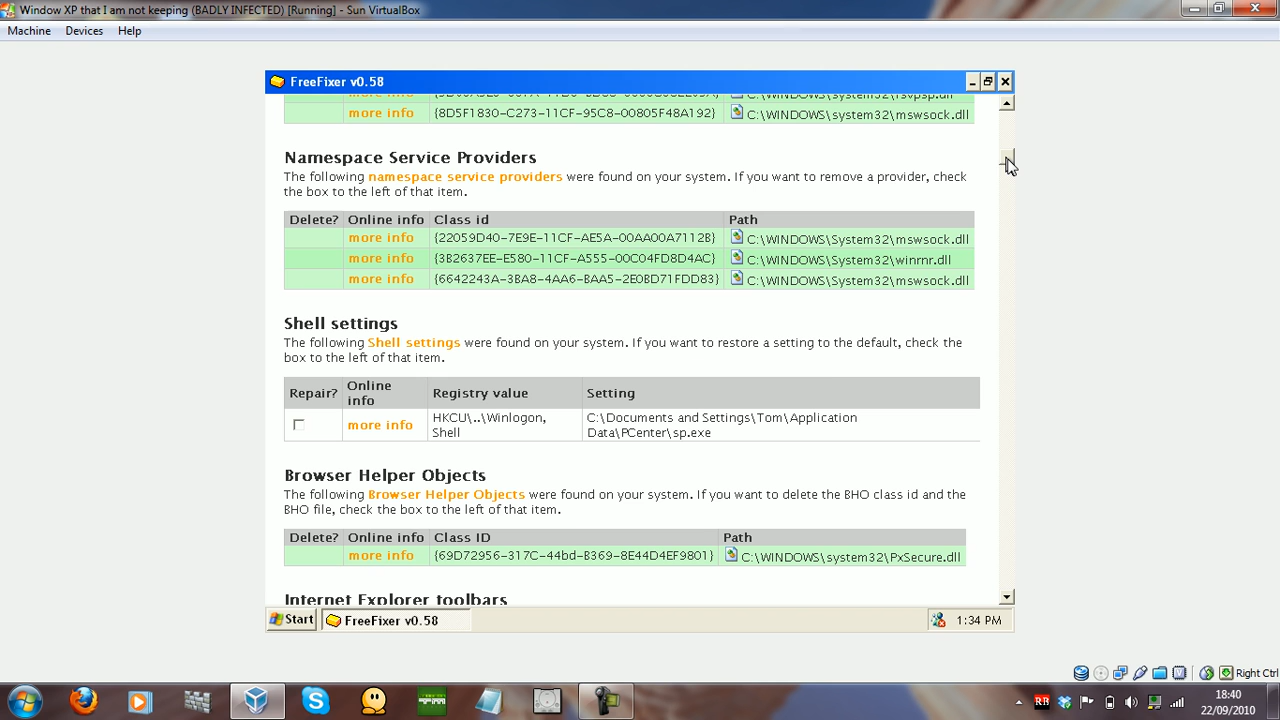 Window XP that I am not keeping (BADLY INFECTED) [Running] - Sun VirtualBox
Machine Devices Help
FreeFixer v0.58
more info {8D5F1830-C273-11CF-95C8-00805F48A192} C:\WINDOWS\system32\mswsock.dll
Namespace Service Providers
The following namespace service providers were found on your system. If you want to remove a provider, check
the box to the left of that item.
Delete? Online info Class id Path
more info {22059D40-7E9E-11CF-AE5A-00AA00A7112B} C:\WINDOWS\System32\mswsock.dll
more info {3B2637EE-E580-11CF-A555-00C04FD8D4AC} C:\WINDOWS\System32\winrnr.dll
more info {6642243A-3BA8-4AA6-BAA5-2E0BD71FDD83} C:\WINDOWS\System32\mswsock.dll
Shell settings
The following Shell settings were found on your system. If you want to restore a setting to the default, check the
box to the left of that item.
Repair? Online info Registry value Setting
more info HKCU\..\Winlogon, Shell C:\Documents and Settings\Tom\Application Data\PCenter\sp.exe
Browser Helper Objects
The following Browser Helper Objects were found on your system. If you want to delete the BHO class id and the
BHO file, check the box to the left of that item.
Delete? Online info Class ID Path
more info {69D72956-317C-44bd-B369-8E44D4EF9801} C:\WINDOWS\system32\PxSecure.dll
Internet Explorer toolbars
Start FreeFixer v0.58 1:34 PM
Right Ctrl
18:40
22/09/2010